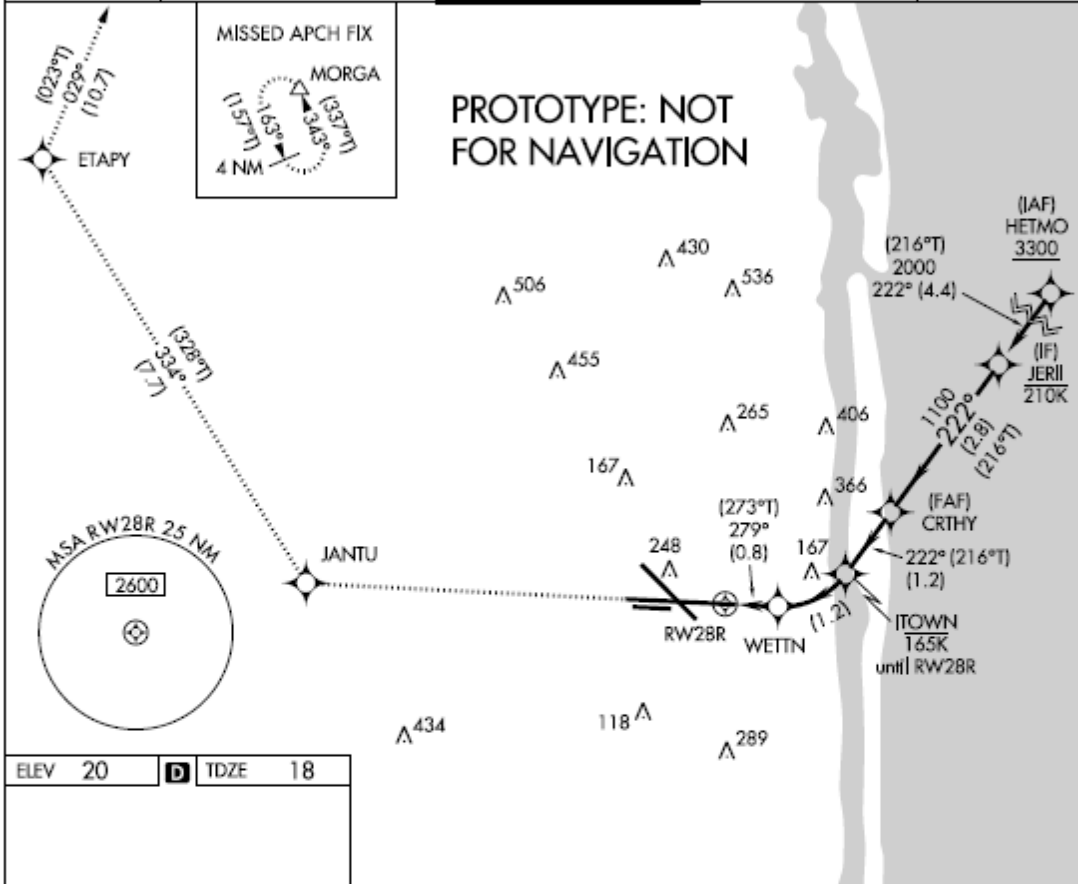 MISSED APCH FIX
MORGA
(337°T)
343°
163°
(157°T)
4 NM
PROTOTYPE: NOT
FOR NAVIGATION
(023°T)
029°
(10.7)
ETAPY
(IAF)
HETMO
3300
(216°T)
2000
222° (4.4)
430
536
506
(IF)
JERII
210K
(328°T)
334°
(7.7)
455
1100
222°
(2.8)
(216°T)
265
406
167
366
(FAF)
CRTHY
(273°T)
279°
(0.8)
MSA RW28R 25 NM
2600
JANTU
248
167
222° (216°T)
(1.2)
RW28R
WETTN
(1.2)
ITOWN
165K
until RW28R
434
118
289
ELEV 20
D
TDZE 18